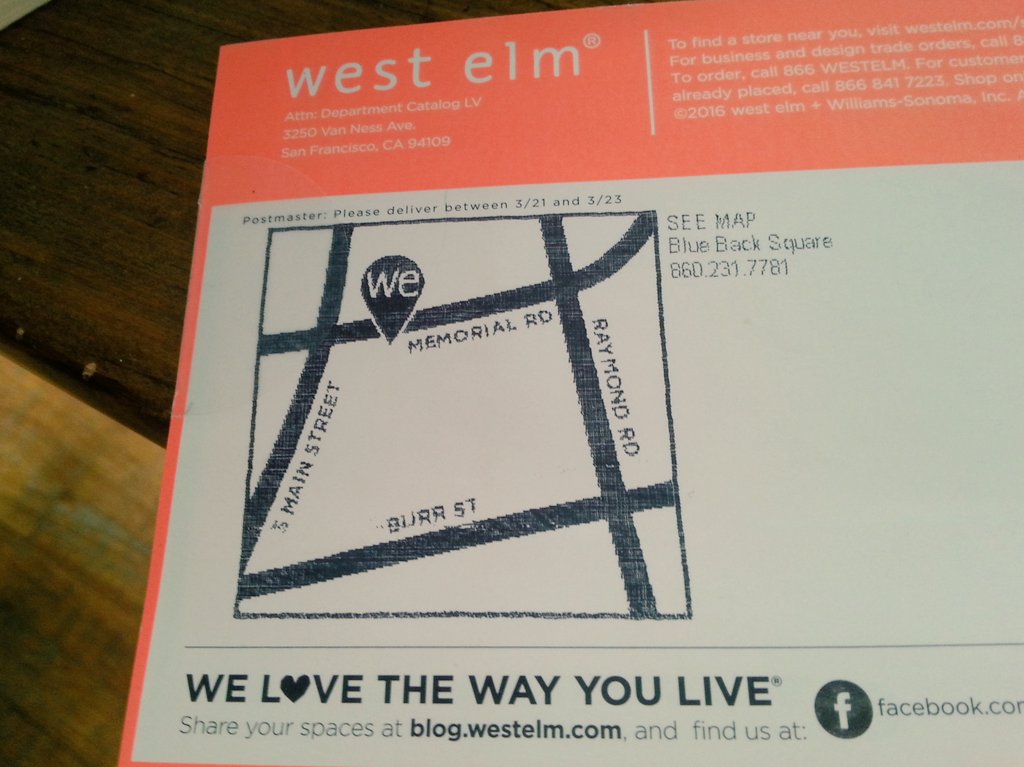 west elm®
Attn: Department Catalog LV
3250 Van Ness Ave.
San Francisco, CA 94109
To find a store near you, visit westelm.com/s
For business and design trade orders, call 8
To order, call 866 WESTELM. For custome
already placed, call 866 841 7223. Shop on
©2016 west elm + Williams-Sonoma, Inc. A
Postmaster: Please deliver between 3/21 and 3/23
SEE MAP
Blue Back Square
860.231.7781
we
MEMORIAL RD
RAYMOND RD
S MAIN STREET
BURR ST
WE L♥VE THE WAY YOU LIVE®
Share your spaces at blog.westelm.com, and find us at:
f facebook.com